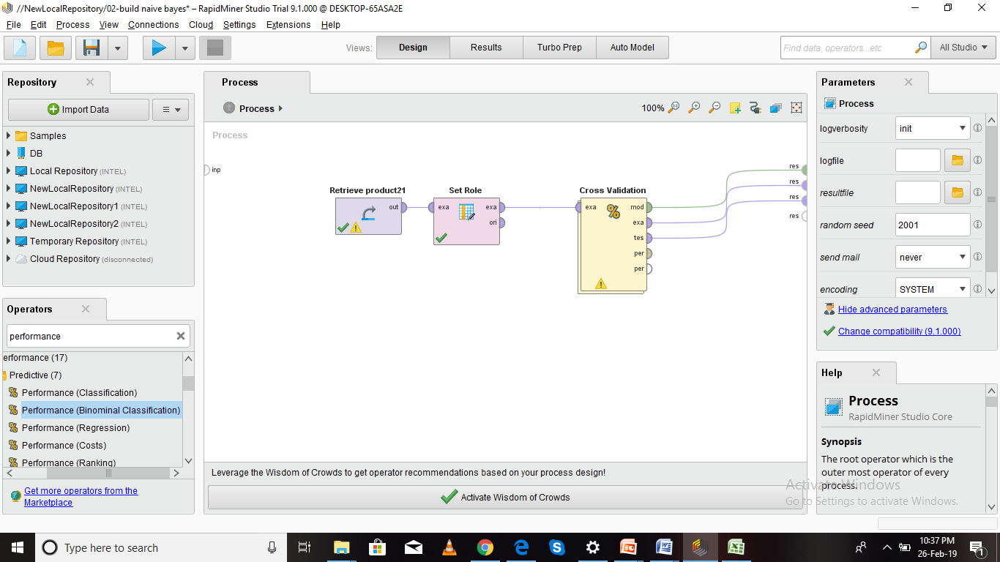 //NewLocalRepository/02-build naive bayes* – RapidMiner Studio Trial 9.1.000 @ DESKTOP-65ASA2E
File Edit Process View Connections Cloud Settings Extensions Help
Views: Design Results Turbo Prep Auto Model Find data, operators...etc All Studio
Repository
Import Data
Samples
DB
Local Repository (INTEL)
NewLocalRepository (INTEL)
NewLocalRepository1 (INTEL)
NewLocalRepository2 (INTEL)
Temporary Repository (INTEL)
Cloud Repository (disconnected)
Operators
performance
erformance (17)
Predictive (7)
Performance (Classification)
Performance (Binominal Classification)
Performance (Regression)
Performance (Costs)
Performance (Ranking)
Get more operators from the
Marketplace
Process
Process
100%
Process
inp
Retrieve product21
out
Set Role
exa exa
ori
Cross Validation
exa mod
exa
tes
per
per
res
res
res
res
Leverage the Wisdom of Crowds to get operator recommendations based on your process design!
Activate Wisdom of Crowds
Parameters
Process
logverbosity init
logfile
resultfile
random seed 2001
send mail never
encoding SYSTEM
Hide advanced parameters
Change compatibility (9.1.000)
Help
Process
RapidMiner Studio Core
Synopsis
The root operator which is the
outer most operator of every
process.
Activate Windows
Go to Settings to activate Windows.
Type here to search
10:37 PM
26-Feb-19
1